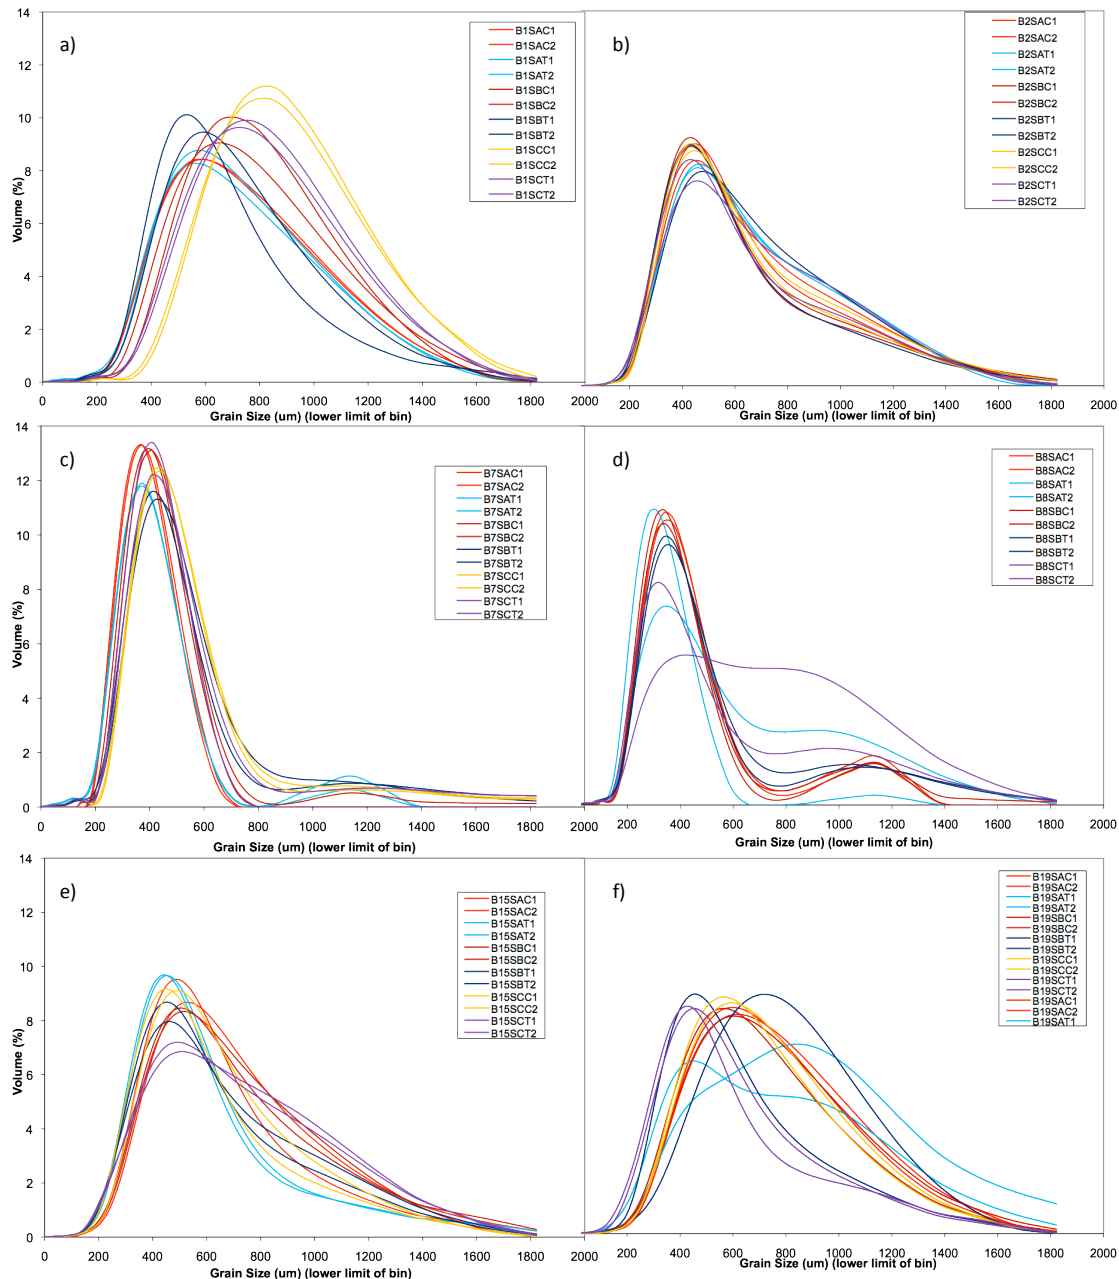 a)
B1SAC1
B1SAC2
B1SAT1
B1SAT2
B1SBC1
B1SBC2
B1SBT1
B1SBT2
B1SCC1
B1SCC2
B1SCT1
B1SCT2
Volume (%)
14
12
10
8
6
4
2
0
0 200 400 600 800 1000 1200 1400 1600 1800
Grain Size (um) (lower limit of bin)
b)
B2SAC1
B2SAC2
B2SAT1
B2SAT2
B2SBC1
B2SBC2
B2SBT1
B2SBT2
B2SCC1
B2SCC2
B2SCT1
B2SCT2
2000 200 400 600 800 1000 1200 1400 1600 1800 2000
Grain Size (um) (lower limit of bin)
c)
B7SAC1
B7SAC2
B7SAT1
B7SAT2
B7SBC1
B7SBC2
B7SBT1
B7SBT2
B7SCC1
B7SCC2
B7SCT1
B7SCT2
Volume (%)
14
12
10
8
6
4
2
0
0 200 400 600 800 1000 1200 1400 1600 1800
Grain Size (um) (lower limit of bin)
d)
B8SAC1
B8SAC2
B8SAT1
B8SAT2
B8SBC1
B8SBC2
B8SBT1
B8SBT2
B8SCT1
B8SCT2
2000 200 400 600 800 1000 1200 1400 1600 1800 2000
Grain Size (um) (lower limit of bin)
e)
B15SAC1
B15SAC2
B15SAT1
B15SAT2
B15SBC1
B15SBC2
B15SBT1
B15SBT2
B15SCC1
B15SCC2
B15SCT1
B15SCT2
Volume (%)
14
12
10
8
6
4
2
0
0 200 400 600 800 1000 1200 1400 1600 1800
Grain Size (um) (lower limit of bin)
f)
B19SAC1
B19SAC2
B19SAT1
B19SAT2
B19SBC1
B19SBC2
B19SBT1
B19SBT2
B19SCC1
B19SCC2
B19SCT1
B19SCT2
B19SAC1
B19SAC2
B19SAT1
2000 200 400 600 800 1000 1200 1400 1600 1800 2000
Grain Size (um) (lower limit of bin)